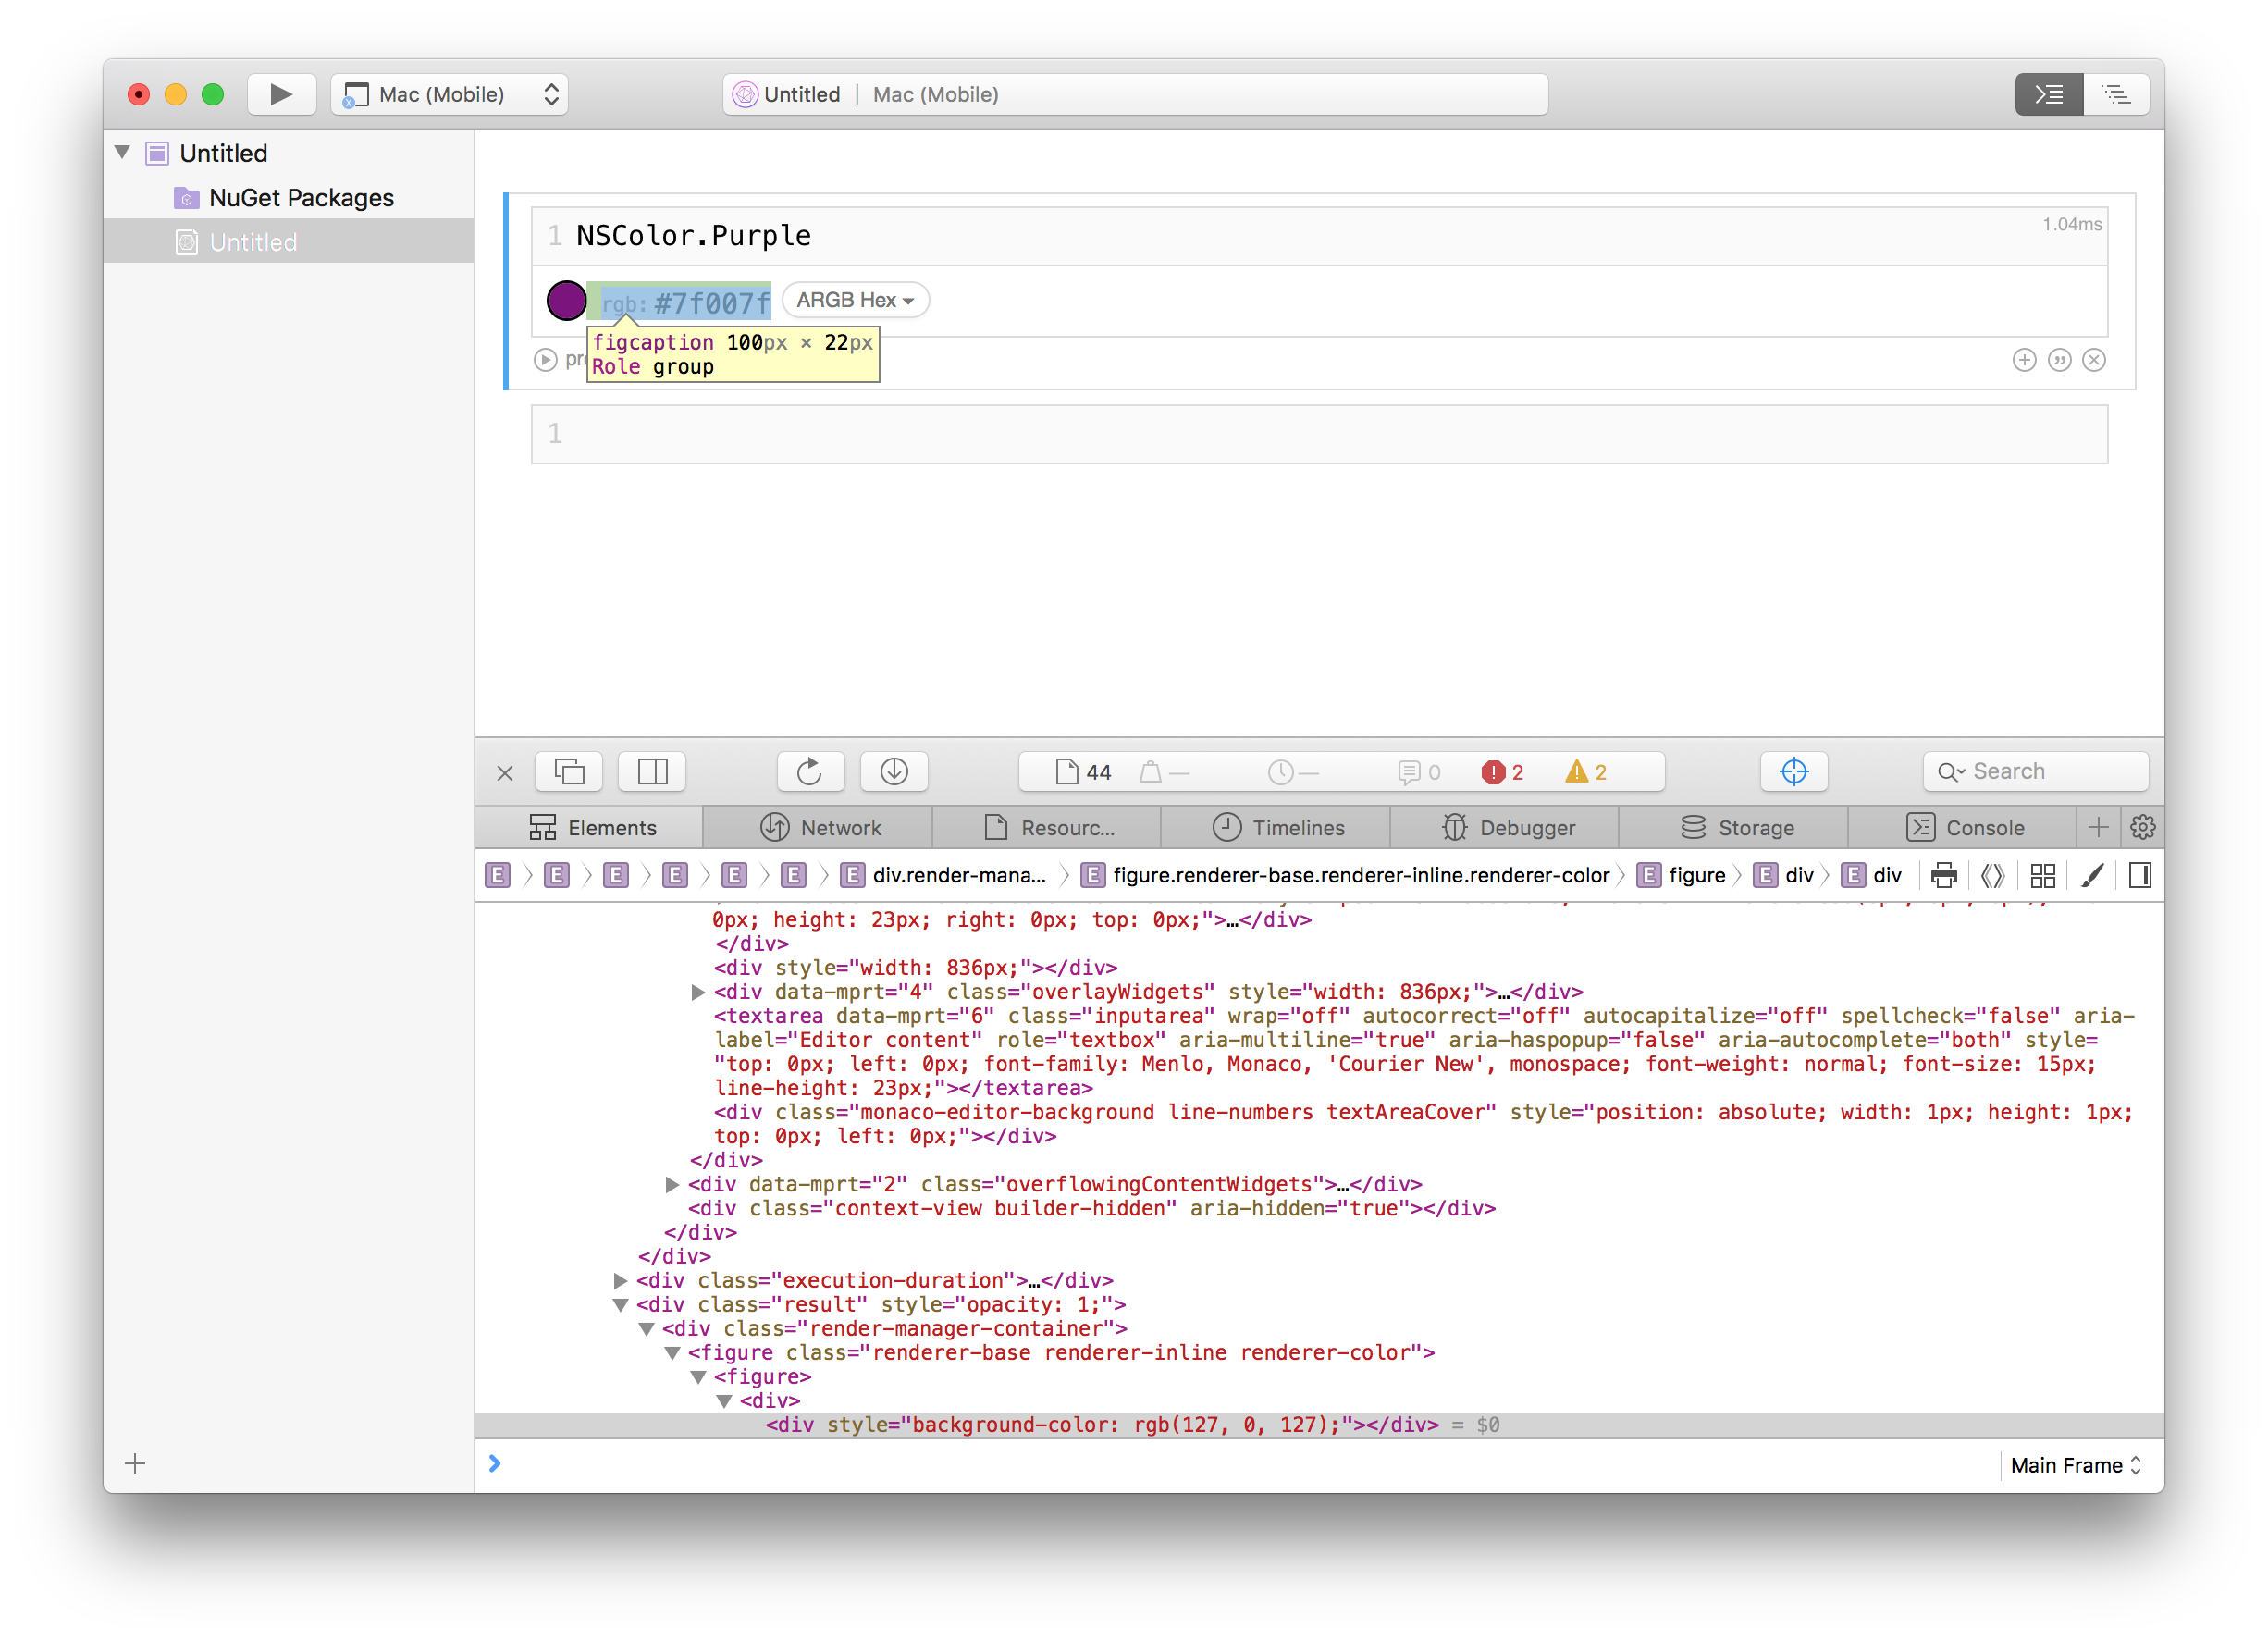 Mac (Mobile)
Untitled | Mac (Mobile)
Untitled
NuGet Packages
Untitled
1 NSColor.Purple
1.04ms
rgb: #7f007f
ARGB Hex
figcaption 100px × 22px
Role group
1
44
—
—
0
2
2
Search
Elements
Network
Resourc...
Timelines
Debugger
Storage
Console
E E E E E E E div.render-mana... E figure.renderer-base.renderer-inline.renderer-color E figure E div E div
0px; height: 23px; right: 0px; top: 0px;">…</div>
</div>
<div style="width: 836px;"></div>
<div data-mprt="4" class="overlayWidgets" style="width: 836px;">…</div>
<textarea data-mprt="6" class="inputarea" wrap="off" autocorrect="off" autocapitalize="off" spellcheck="false" aria-
label="Editor content" role="textbox" aria-multiline="true" aria-haspopup="false" aria-autocomplete="both" style=
"top: 0px; left: 0px; font-family: Menlo, Monaco, 'Courier New', monospace; font-weight: normal; font-size: 15px;
line-height: 23px;"></textarea>
<div class="monaco-editor-background line-numbers textAreaCover" style="position: absolute; width: 1px; height: 1px;
top: 0px; left: 0px;"></div>
</div>
<div data-mprt="2" class="overflowingContentWidgets">…</div>
<div class="context-view builder-hidden" aria-hidden="true"></div>
</div>
</div>
<div class="execution-duration">…</div>
<div class="result" style="opacity: 1;">
<div class="render-manager-container">
<figure class="renderer-base renderer-inline renderer-color">
<figure>
<div>
<div style="background-color: rgb(127, 0, 127);"></div> = $0
Main Frame